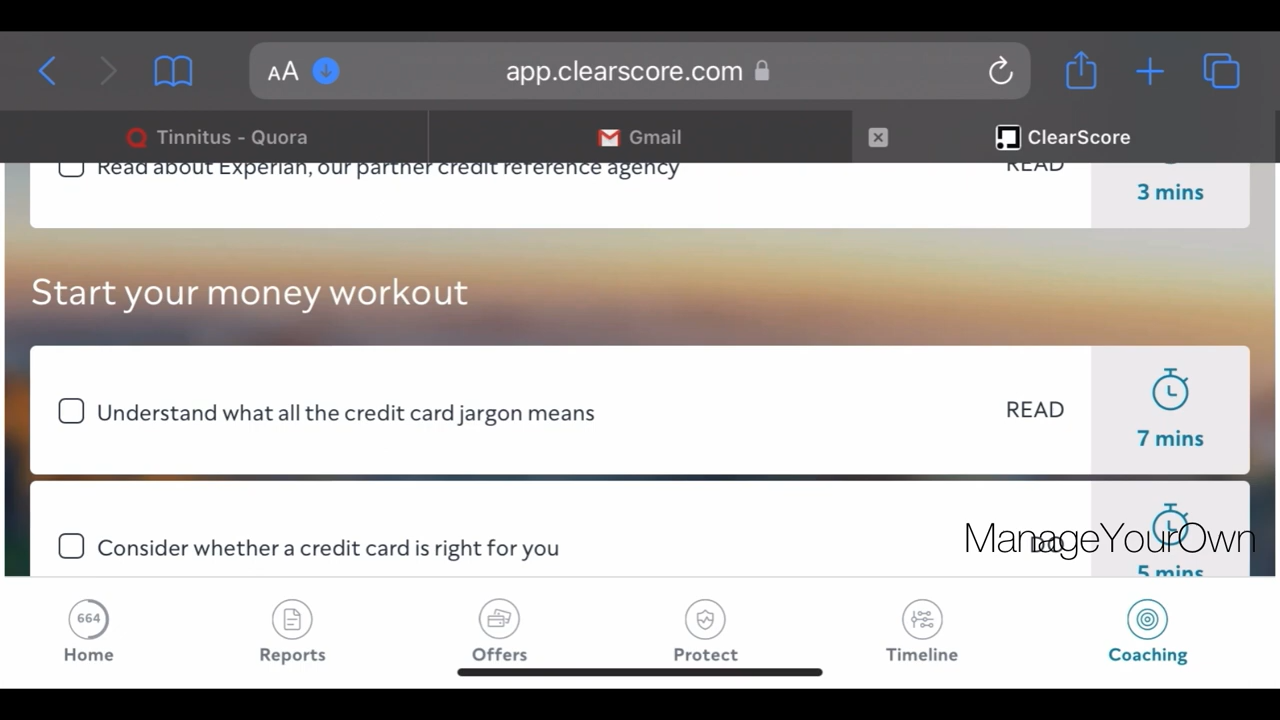 AA
app.clearscore.com
Tinnitus - Quora
Gmail
ClearScore
Read about Experian, our partner credit reference agency
READ
3 mins
Start your money workout
Understand what all the credit card jargon means
READ
7 mins
Consider whether a credit card is right for you
ManageYourOwn
5 mins
664
Home
Reports
Offers
Protect
Timeline
Coaching